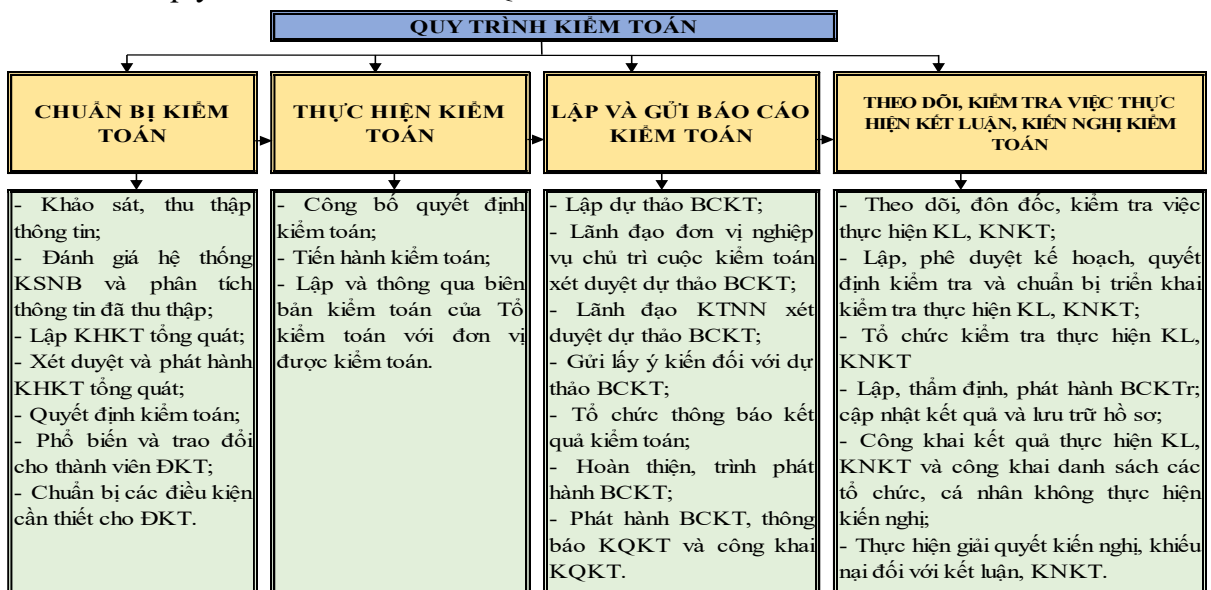 QUY TRÌNH KIỂM TOÁN
CHUẨN BỊ KIỂM
TOÁN
THỰC HIỆN KIỂM
TOÁN
LẬP VÀ GỬI BÁO CÁO
KIỂM TOÁN
THEO DÕI, KIỂM TRA VIỆC THỰC
HIỆN KẾT LUẬN, KIẾN NGHỊ KIỂM
TOÁN
- Khảo sát, thu thập
thông tin;
- Đánh giá hệ thống
KSNB và phân tích
thông tin đã thu thập;
- Lập KHKT tổng quát;
- Xét duyệt và phát hành
KHKT tổng quát;
- Quyết định kiểm toán;
- Phổ biến và trao đổi
cho thành viên ĐKT;
- Chuẩn bị các điều kiện
cần thiết cho ĐKT.
- Công bố quyết định
kiểm toán;
- Tiến hành kiểm toán;
- Lập và thông qua biên
bản kiểm toán của Tổ
kiểm toán với đơn vị
được kiểm toán.
- Lập dự thảo BCKT;
- Lãnh đạo đơn vị nghiệp
vụ chủ trì cuộc kiểm toán
xét duyệt dự thảo BCKT;
- Lãnh đạo KTNN xét
duyệt dự thảo BCKT;
- Gửi lấy ý kiến đối với dự
thảo BCKT;
- Tổ chức thông báo kết
quả kiểm toán;
- Hoàn thiện, trình phát
hành BCKT;
- Phát hành BCKT, thông
báo KQKT và công khai
KQKT.
- Theo dõi, đôn đốc, kiểm tra việc
thực hiện KL, KNKT;
- Lập, phê duyệt kế hoạch, quyết
định kiểm tra và chuẩn bị triển khai
kiểm tra thực hiện KL, KNKT;
- Tổ chức kiểm tra thực hiện KL,
KNKT
- Lập, thẩm định, phát hành BCKTr;
cập nhật kết quả và lưu trữ hồ sơ;
- Công khai kết quả thực hiện KL,
KNKT và công khai danh sách các
tổ chức, cá nhân không thực hiện
kiến nghị;
- Thực hiện giải quyết kiến nghị, khiếu
nại đối với kết luận, KNKT.